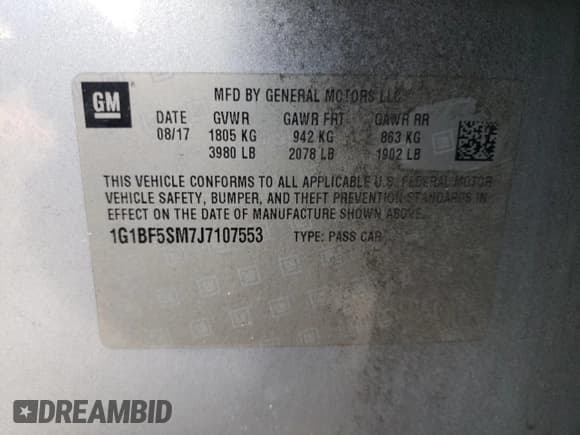 GM
MFD BY GENERAL MOTORS LLC
DATE GVWR GAWR FRT GAWR RR
08/17 1805 KG 942 KG 863 KG
3980 LB 2078 LB 1902 LB
THIS VEHICLE CONFORMS TO ALL APPLICABLE U.S. FEDERAL MOTOR
VEHICLE SAFETY, BUMPER, AND THEFT PREVENTION STANDARDS IN
EFFECT ON THE DATE OF MANUFACTURE SHOWN ABOVE.
1G1BF5SM7J7107553 TYPE: PASS CAR
DREAMBID